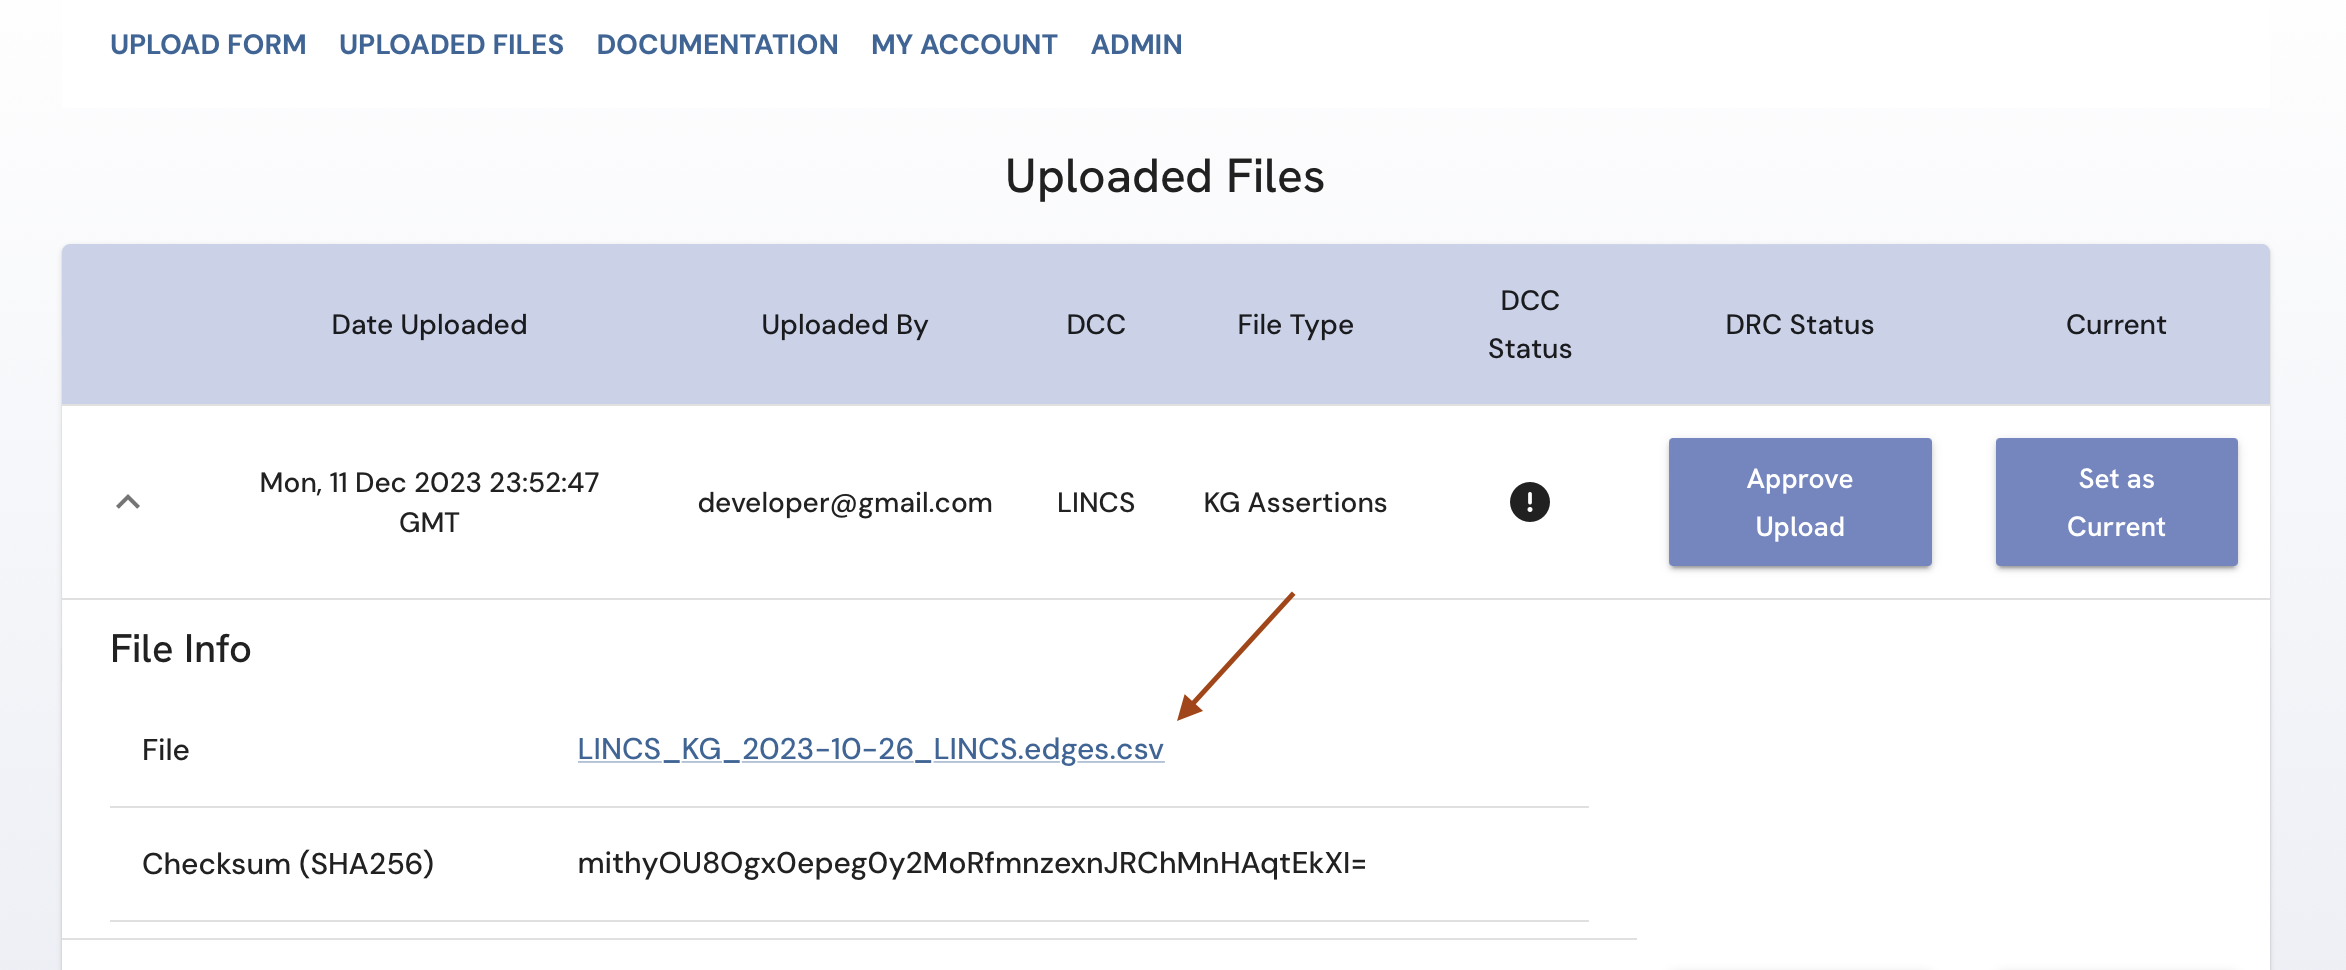 UPLOAD FORM UPLOADED FILES DOCUMENTATION MY ACCOUNT ADMIN
Uploaded Files
Date Uploaded Uploaded By DCC File Type DCC Status DRC Status Current
Mon, 11 Dec 2023 23:52:47 GMT developer@gmail.com LINCS KG Assertions ! Approve Upload Set as Current
File Info
File LINCS_KG_2023-10-26_LINCS.edges.csv
Checksum (SHA256) mithyOU8Ogx0epeg0y2MoRfmnzexnJRChMnHAqtEkXI=